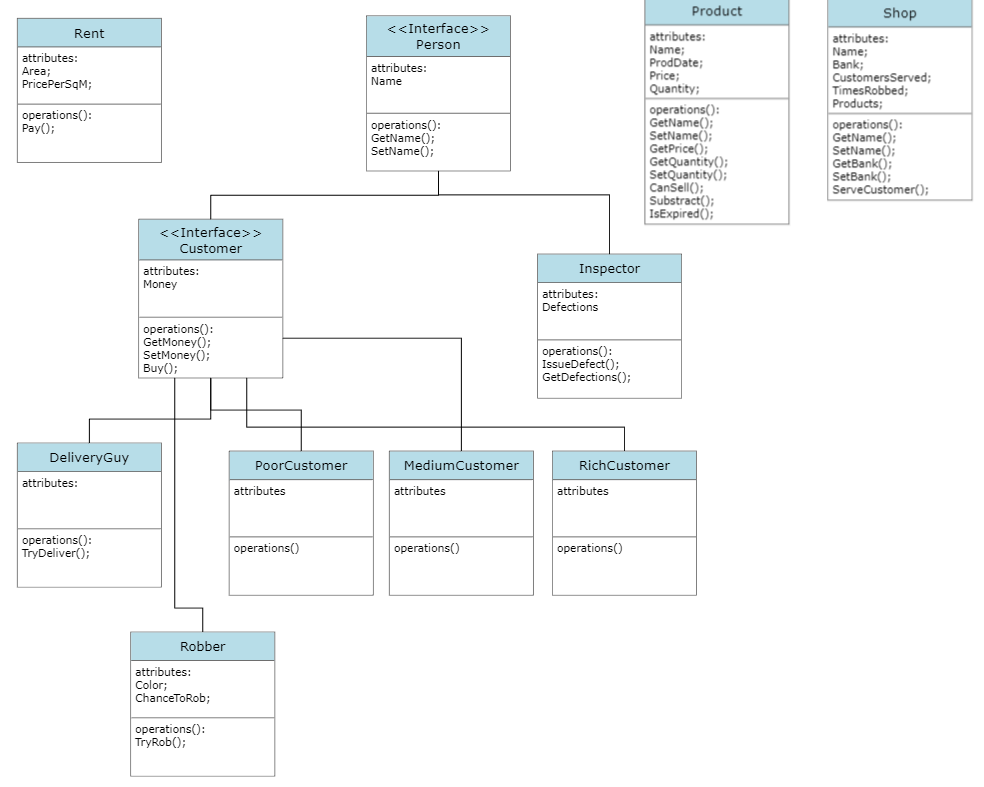 Rent
attributes:
Area;
PricePerSqM;
operations():
Pay();
<<Interface>>
Person
attributes:
Name
operations():
GetName();
SetName();
Product
attributes:
Name;
ProdDate;
Price;
Quantity;
operations():
GetName();
SetName();
GetPrice();
GetQuantity();
SetQuantity();
CanSell();
Substract();
IsExpired();
Shop
attributes:
Name;
Bank;
CustomersServed;
TimesRobbed;
Products;
operations():
GetName();
SetName();
GetBank();
SetBank();
ServeCustomer();
<<Interface>>
Customer
attributes:
Money
operations():
GetMoney();
SetMoney();
Buy();
Inspector
attributes:
Defections
operations():
IssueDefect();
GetDefections();
DeliveryGuy
attributes:
operations():
TryDeliver();
PoorCustomer
attributes
operations()
MediumCustomer
attributes
operations()
RichCustomer
attributes
operations()
Robber
attributes:
Color;
ChanceToRob;
operations():
TryRob();